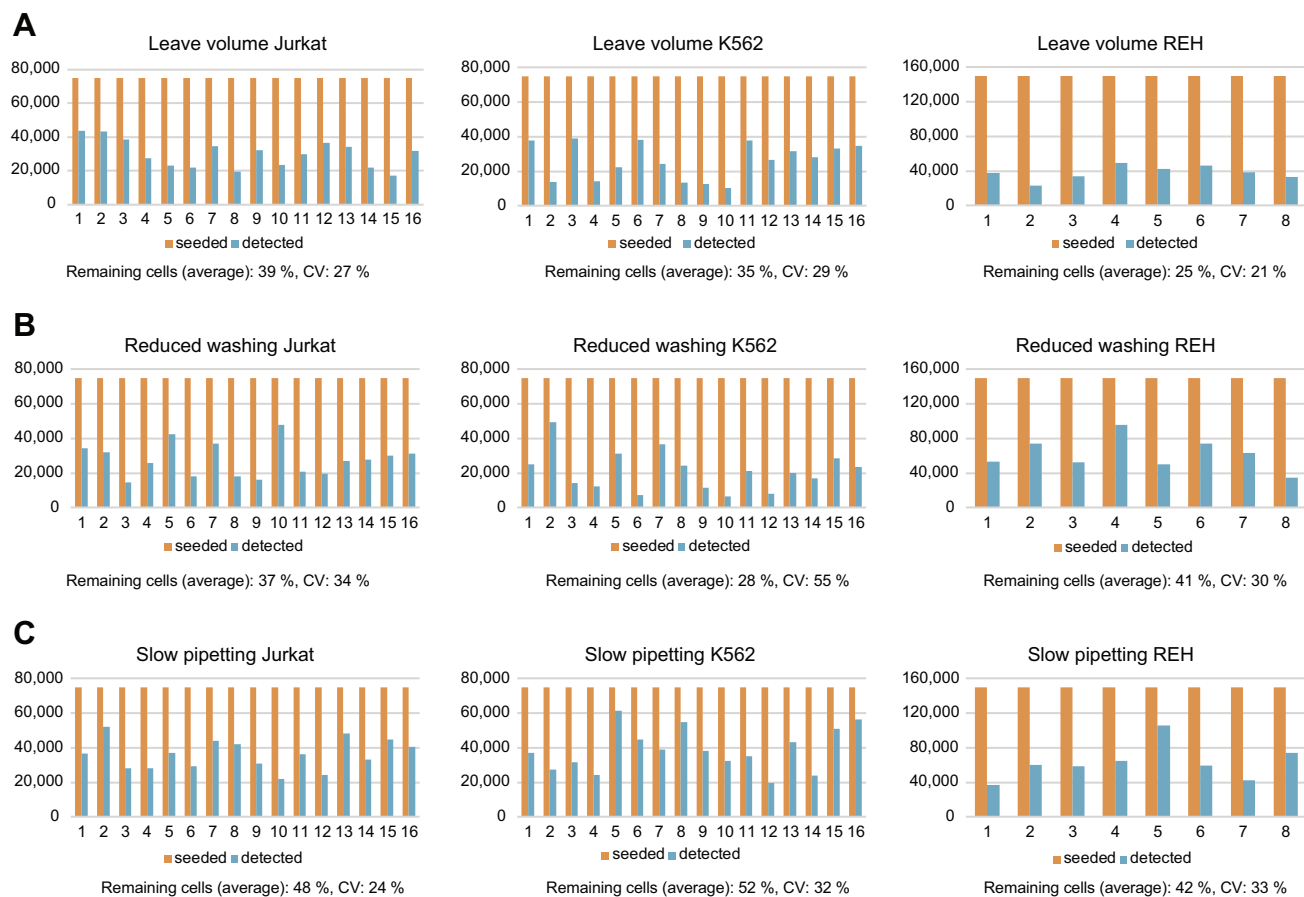 A
Leave volume Jurkat
80,000
60,000
40,000
20,000
0
1 2 3 4 5 6 7 8 9 10 11 12 13 14 15 16
seeded detected
Remaining cells (average): 39 %, CV: 27 %
Leave volume K562
80,000
60,000
40,000
20,000
0
1 2 3 4 5 6 7 8 9 10 11 12 13 14 15 16
seeded detected
Remaining cells (average): 35 %, CV: 29 %
Leave volume REH
160,000
120,000
80,000
40,000
0
1 2 3 4 5 6 7 8
seeded detected
Remaining cells (average): 25 %, CV: 21 %
B
Reduced washing Jurkat
80,000
60,000
40,000
20,000
0
1 2 3 4 5 6 7 8 9 10 11 12 13 14 15 16
seeded detected
Remaining cells (average): 37 %, CV: 34 %
Reduced washing K562
80,000
60,000
40,000
20,000
0
1 2 3 4 5 6 7 8 9 10 11 12 13 14 15 16
seeded detected
Remaining cells (average): 28 %, CV: 55 %
Reduced washing REH
160,000
120,000
80,000
40,000
0
1 2 3 4 5 6 7 8
seeded detected
Remaining cells (average): 41 %, CV: 30 %
C
Slow pipetting Jurkat
80,000
60,000
40,000
20,000
0
1 2 3 4 5 6 7 8 9 10 11 12 13 14 15 16
seeded detected
Remaining cells (average): 48 %, CV: 24 %
Slow pipetting K562
80,000
60,000
40,000
20,000
0
1 2 3 4 5 6 7 8 9 10 11 12 13 14 15 16
seeded detected
Remaining cells (average): 52 %, CV: 32 %
Slow pipetting REH
160,000
120,000
80,000
40,000
0
1 2 3 4 5 6 7 8
seeded detected
Remaining cells (average): 42 %, CV: 33 %